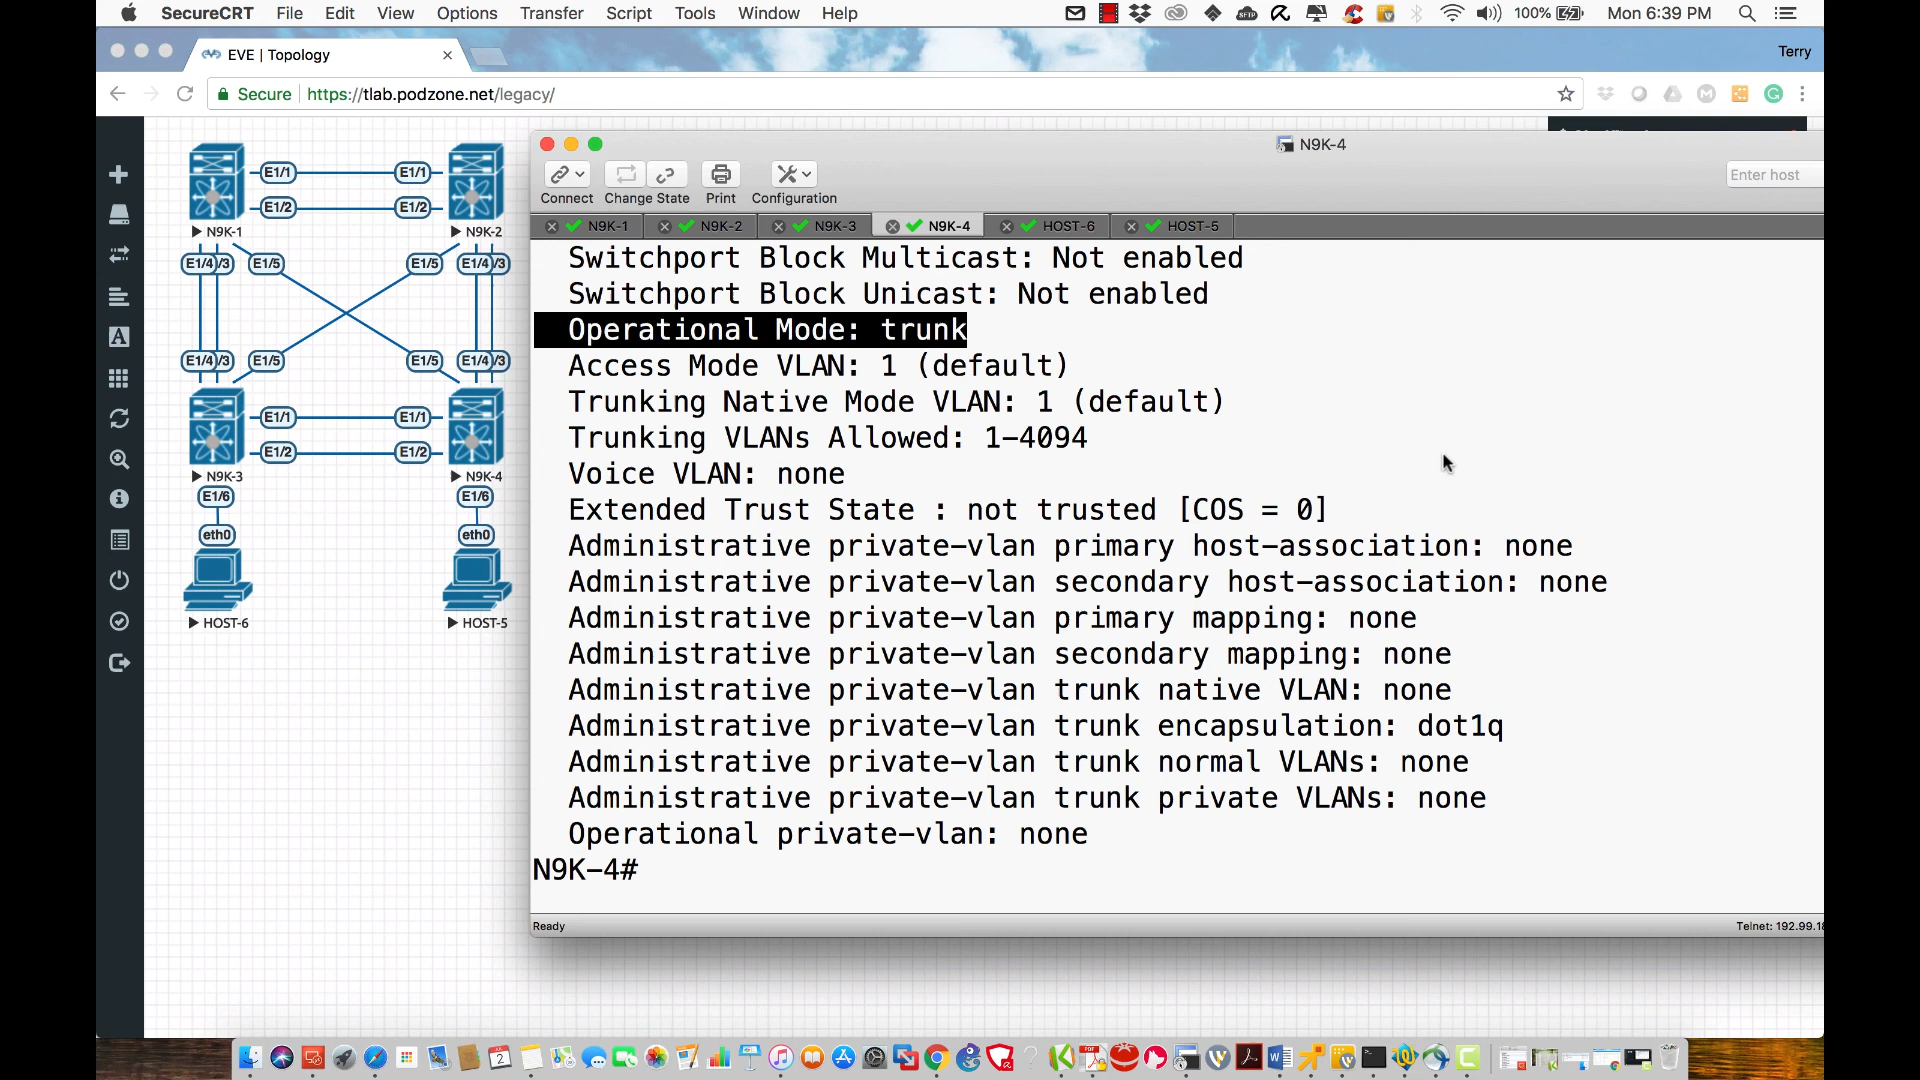 SecureCRT File Edit View Options Transfer Script Tools Window Help 100% Mon 6:39 PM
EVE | Topology
Terry
Secure https://tlab.podzone.net/legacy/
N9K-4
Connect Change State Print Configuration
Enter host
N9K-1 N9K-2 N9K-3 N9K-4 HOST-6 HOST-5
E1/1 E1/1
E1/2 E1/2
N9K-1 N9K-2
E1/4 /3 E1/5 E1/5 E1/4 /3
E1/4 /3 E1/5 E1/5 E1/4 /3
E1/1 E1/1
E1/2 E1/2
N9K-3 N9K-4
E1/6 E1/6
eth0 eth0
HOST-6 HOST-5
Switchport Block Multicast: Not enabled
Switchport Block Unicast: Not enabled
Operational Mode: trunk
Access Mode VLAN: 1 (default)
Trunking Native Mode VLAN: 1 (default)
Trunking VLANs Allowed: 1-4094
Voice VLAN: none
Extended Trust State : not trusted [COS = 0]
Administrative private-vlan primary host-association: none
Administrative private-vlan secondary host-association: none
Administrative private-vlan primary mapping: none
Administrative private-vlan secondary mapping: none
Administrative private-vlan trunk native VLAN: none
Administrative private-vlan trunk encapsulation: dot1q
Administrative private-vlan trunk normal VLANs: none
Administrative private-vlan trunk private VLANs: none
Operational private-vlan: none
N9K-4#
Ready
Telnet: 192.99.18